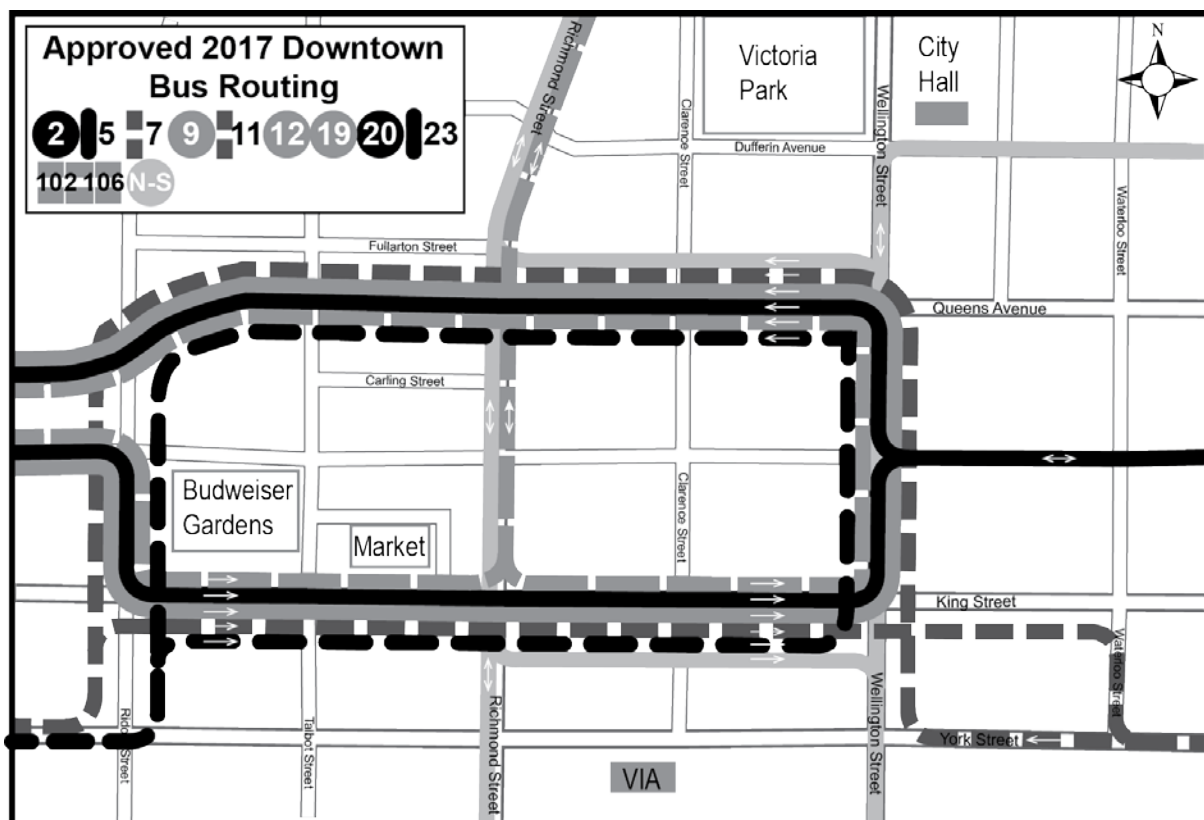 Approved 2017 Downtown
Bus Routing
2 5 7 9 11 12 19 20 23
102 106 N-S
Richmond Street
Victoria
Park
City
Hall
N
Clarence Street
Wellington Street
Dufferin Avenue
Waterloo Street
Fullarton Street
Queens Avenue
Carling Street
Budweiser
Gardens
Market
Clarence Street
King Street
Waterloo Street
Talbot Street
Richmond Street
Wellington Street
York Street
VIA